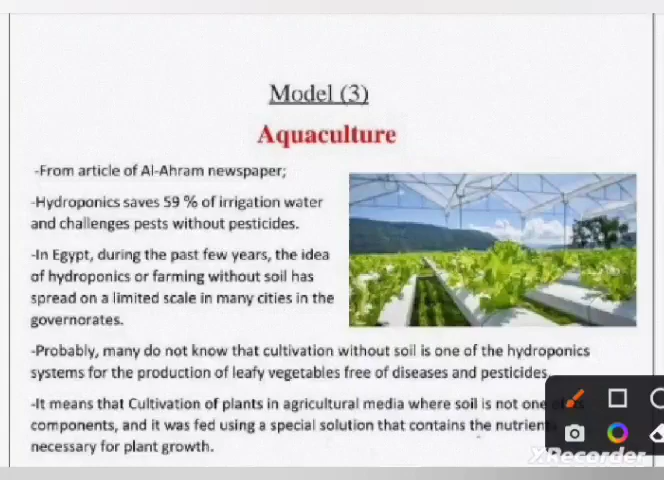 Model (3)
Aquaculture
-From article of Al-Ahram newspaper;
-Hydroponics saves 59 % of irrigation water
and challenges pests without pesticides.
-In Egypt, during the past few years, the idea
of hydroponics or farming without soil has
spread on a limited scale in many cities in the
governorates.
-Probably, many do not know that cultivation without soil is one of the hydroponics
systems for the production of leafy vegetables free of diseases and pesticides.
-It means that Cultivation of plants in agricultural media where soil is not one
components, and it was fed using a special solution that contains the nutrient
necessary for plant growth.
XRecorder